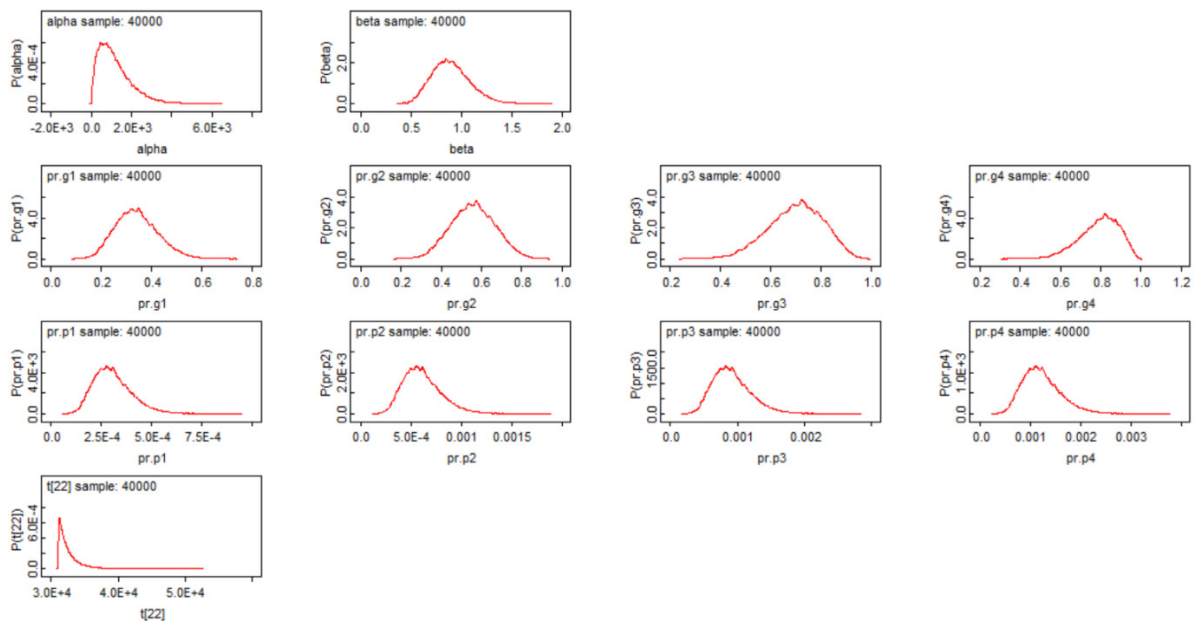 alpha sample: 40000
P(alpha)
0.0 4.0E-4
-2.0E+3 0.0 2.0E+3 6.0E+3
alpha
beta sample: 40000
P(beta)
0.0 2.0
0.0 0.5 1.0 1.5 2.0
beta
pr.g1 sample: 40000
P(pr.g1)
0.0 4.0
0.0 0.2 0.4 0.6 0.8
pr.g1
pr.g2 sample: 40000
P(pr.g2)
0.0 2.0 4.0
0.0 0.2 0.4 0.6 0.8 1.0
pr.g2
pr.g3 sample: 40000
P(pr.g3)
0.0 2.0 4.0
0.2 0.4 0.6 0.8 1.0
pr.g3
pr.g4 sample: 40000
P(pr.g4)
0.0 4.0
0.2 0.4 0.6 0.8 1.0 1.2
pr.g4
pr.p1 sample: 40000
P(pr.p1)
0.0 4.0E+3
0.0 2.5E-4 5.0E-4 7.5E-4
pr.p1
pr.p2 sample: 40000
P(pr.p2)
0.0 2.0E+3
0.0 5.0E-4 0.001 0.0015
pr.p2
pr.p3 sample: 40000
P(pr.p3)
0.0 1500.0
0.0 0.001 0.002
pr.p3
pr.p4 sample: 40000
P(pr.p4)
0.0 1.0E+3
0.0 0.001 0.002 0.003
pr.p4
t[22] sample: 40000
P(t[22])
0.0 6.0E-4
3.0E+4 4.0E+4 5.0E+4
t[22]